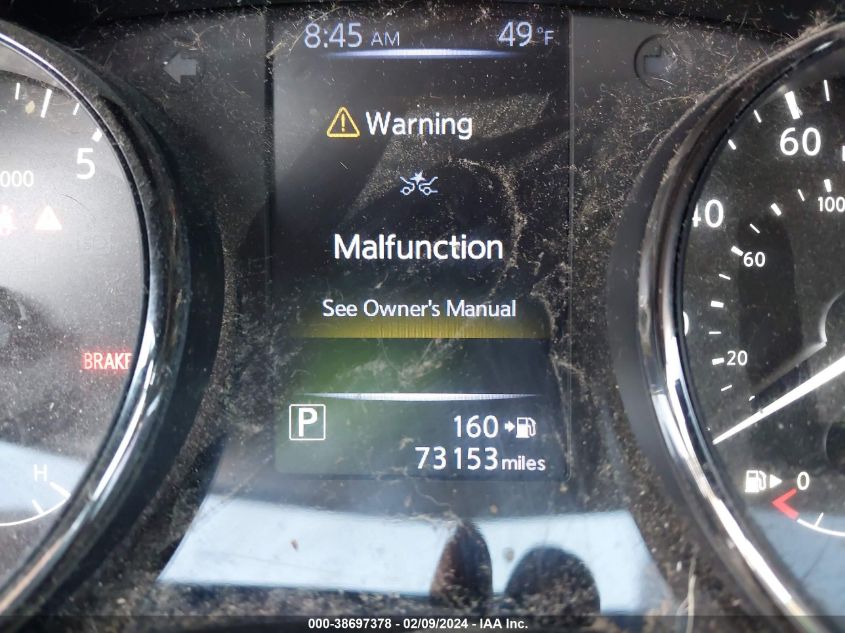 8:45 AM 49°F
Warning
Malfunction
See Owner's Manual
P
160
73153 miles
5
000
BRAKE
H
60
100
40
60
20
0
000-38697378 - 02/09/2024 - IAA Inc.